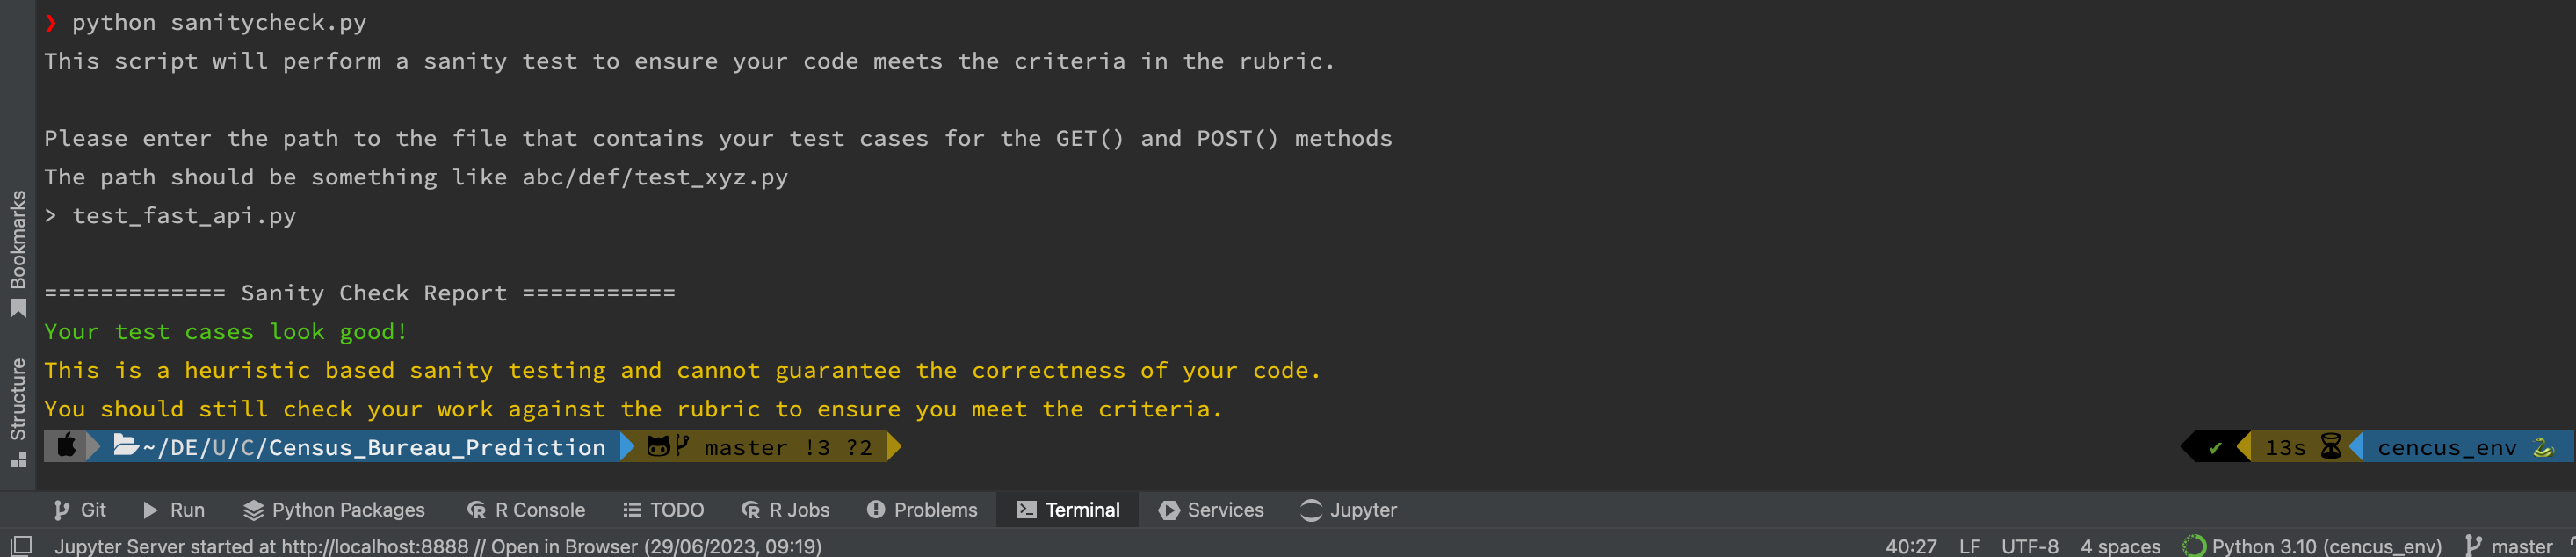 ❯ python sanitycheck.py
This script will perform a sanity test to ensure your code meets the criteria in the rubric.
Please enter the path to the file that contains your test cases for the GET() and POST() methods
The path should be something like abc/def/test_xyz.py
> test_fast_api.py
============= Sanity Check Report ===========
Your test cases look good!
This is a heuristic based sanity testing and cannot guarantee the correctness of your code.
You should still check your work against the rubric to ensure you meet the criteria.
~/DE/U/C/Census_Bureau_Prediction master !3 ?2 ✔ 13s cencus_env
Bookmarks
Structure
Git Run Python Packages R Console TODO R Jobs Problems Terminal Services Jupyter
Jupyter Server started at http://localhost:8888 // Open in Browser (29/06/2023, 09:19) 40:27 LF UTF-8 4 spaces Python 3.10 (cencus_env) master